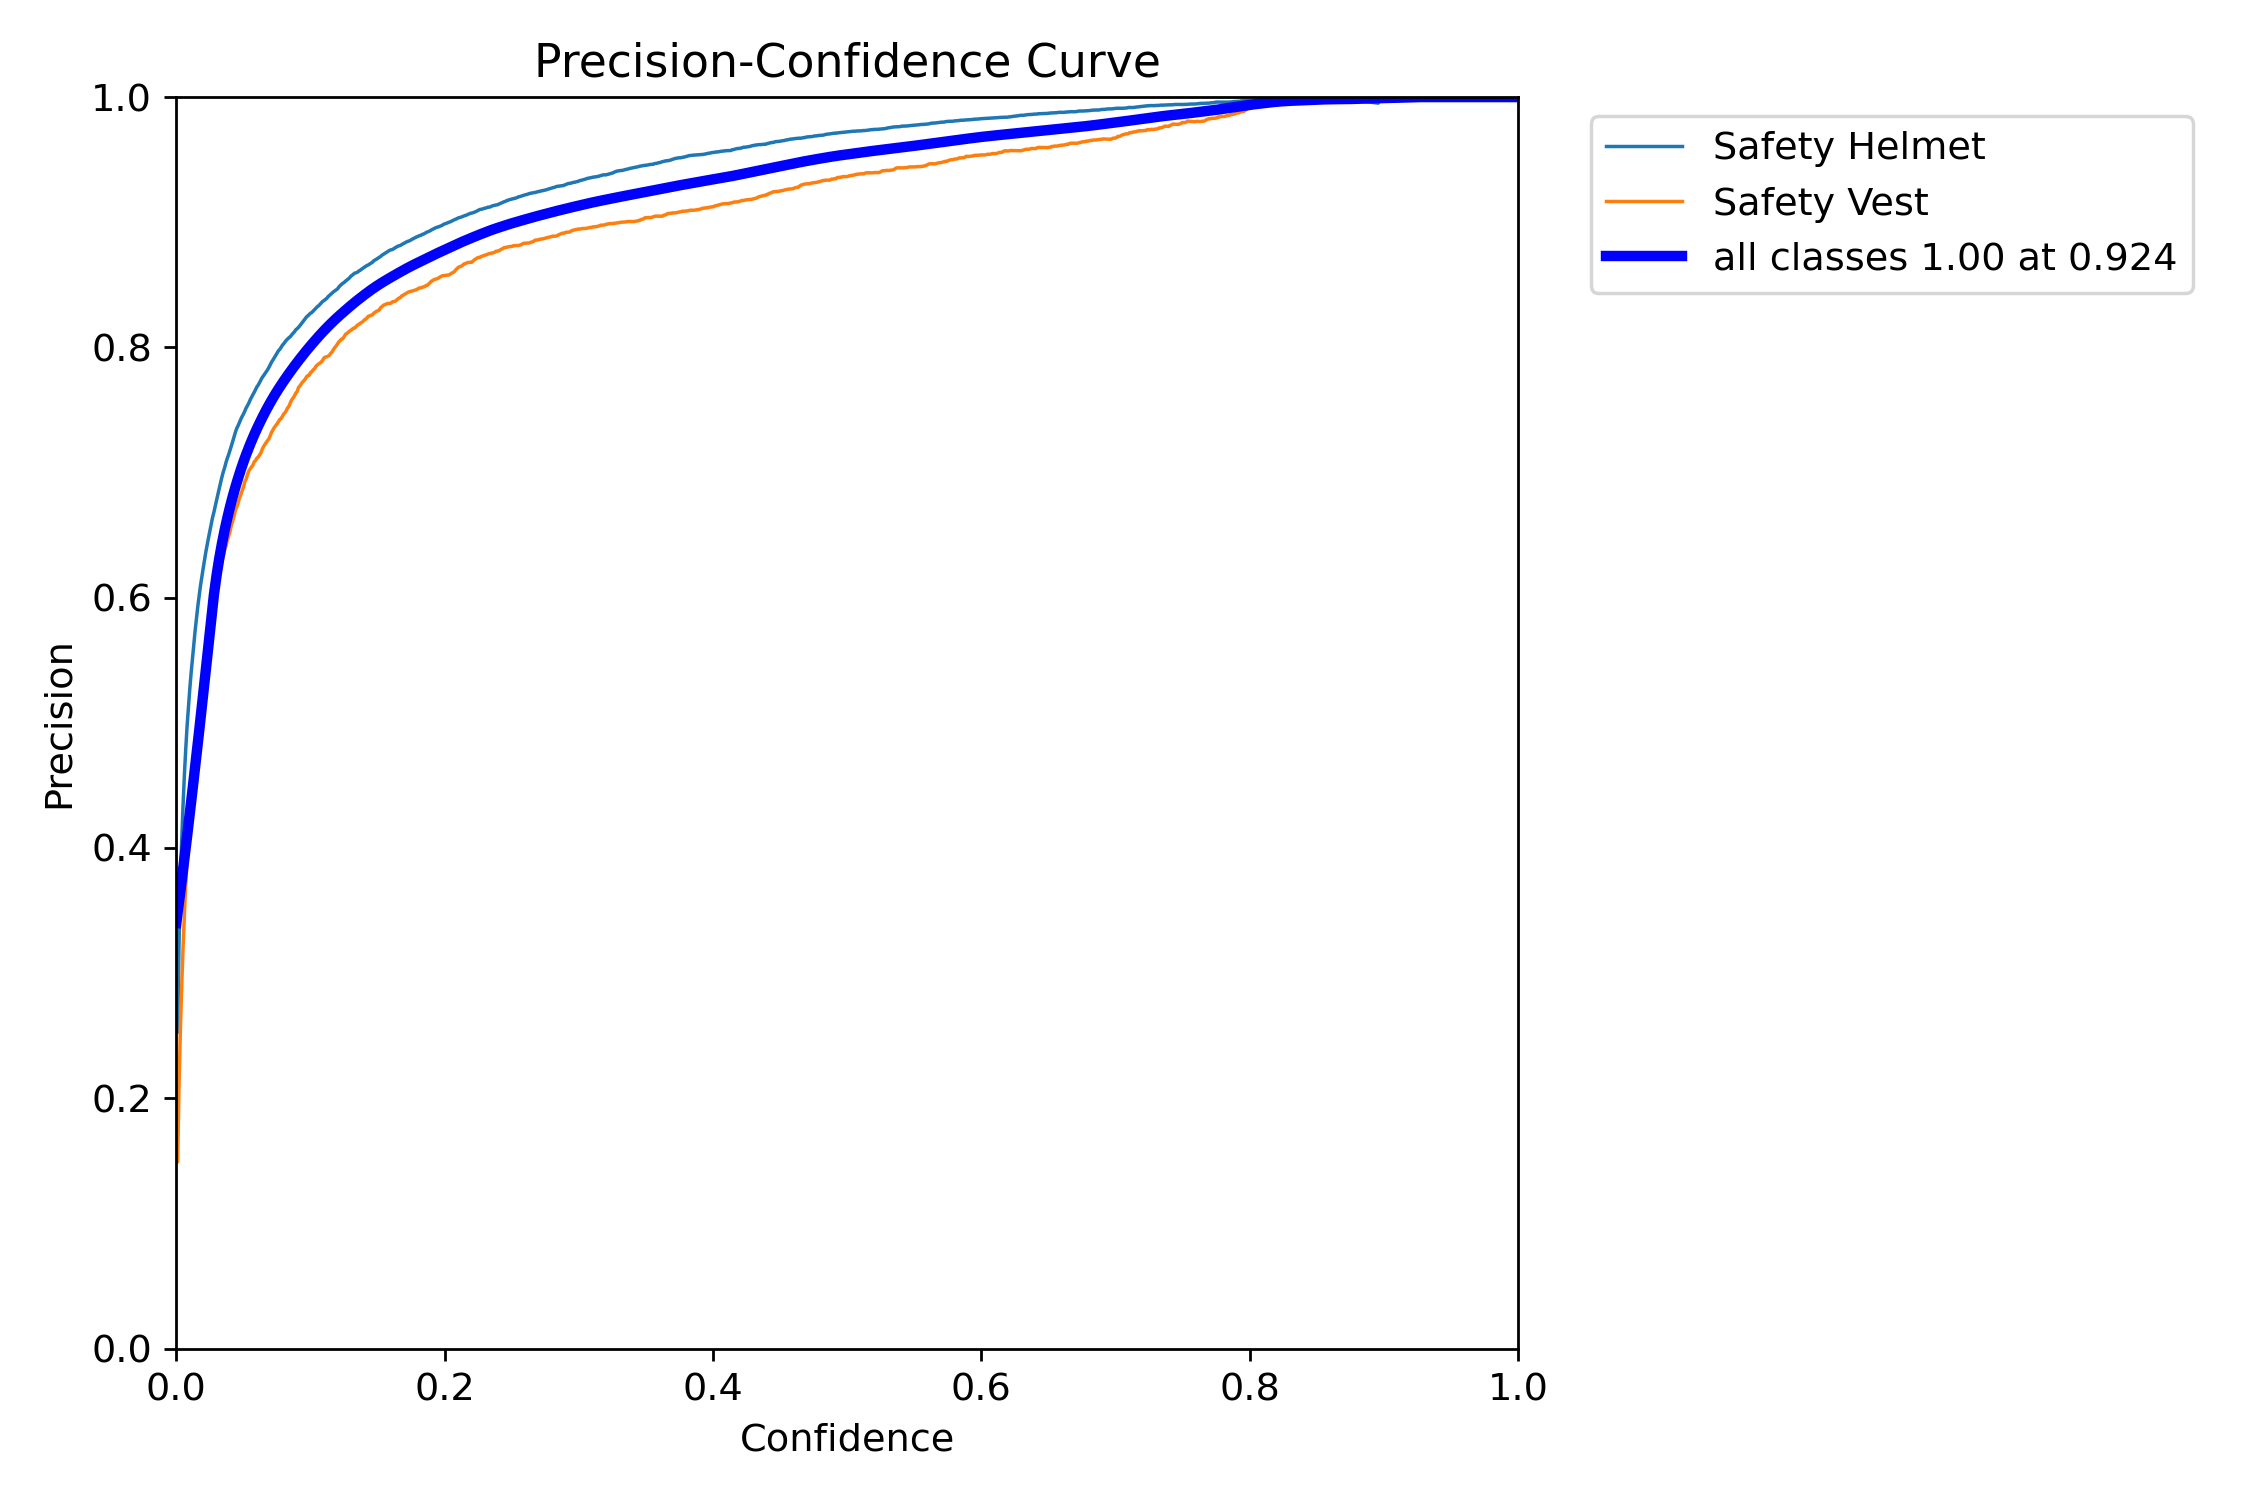 Precision-Confidence Curve
1.0
0.8
0.6
0.4
0.2
0.0
Precision
0.0 0.2 0.4 0.6 0.8 1.0
Confidence
Safety Helmet
Safety Vest
all classes 1.00 at 0.924